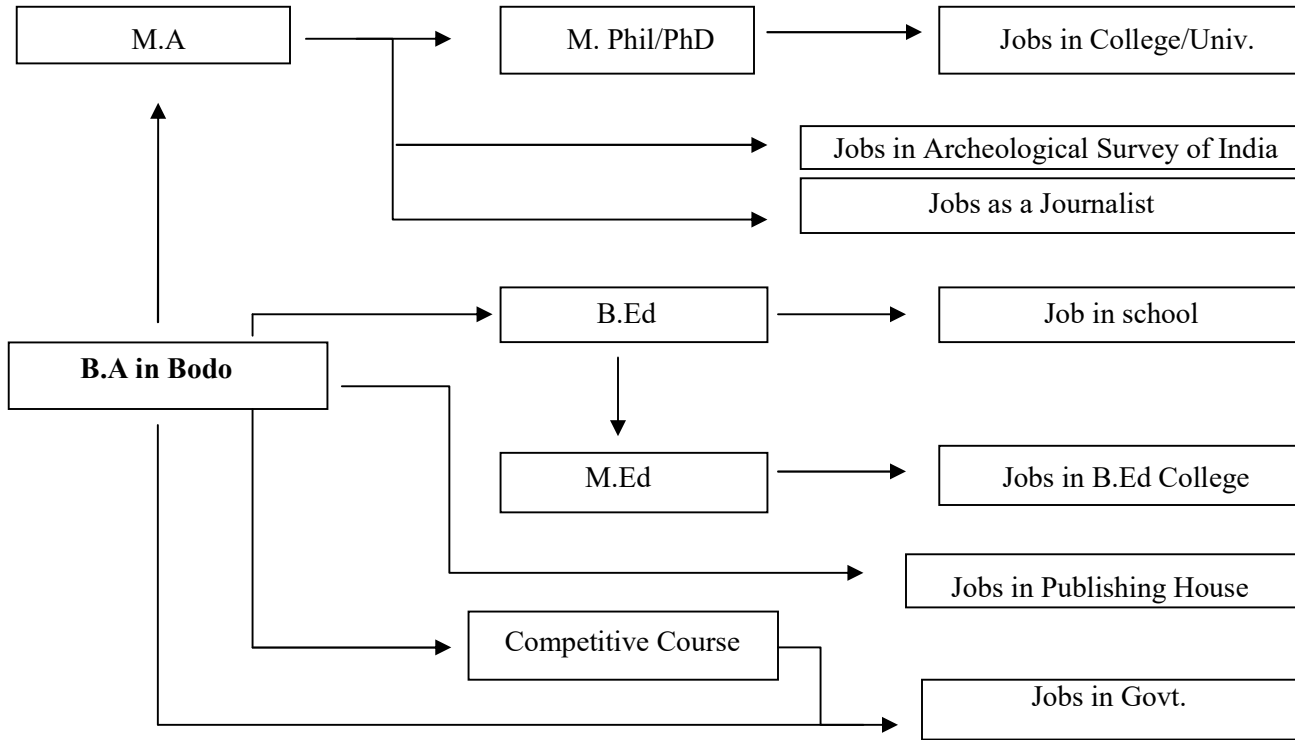 M.A
M. Phil/PhD
Jobs in College/Univ.
Jobs in Archeological Survey of India
Jobs as a Journalist
B.Ed
Job in school
B.A in Bodo
M.Ed
Jobs in B.Ed College
Jobs in Publishing House
Competitive Course
Jobs in Govt.